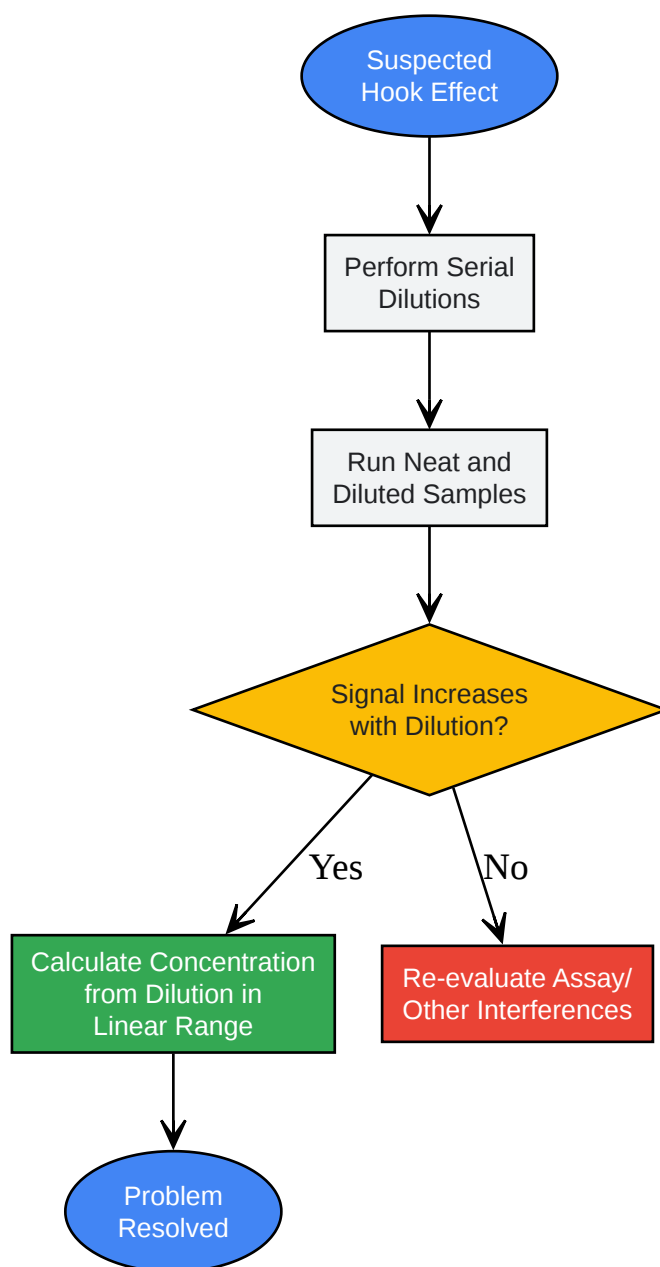 Suspected
Hook Effect
Perform Serial
Dilutions
Run Neat and
Diluted Samples
Signal Increases
with Dilution?
Yes
No
Calculate Concentration
from Dilution in
Linear Range
Re-evaluate Assay/
Other Interferences
Problem
Resolved